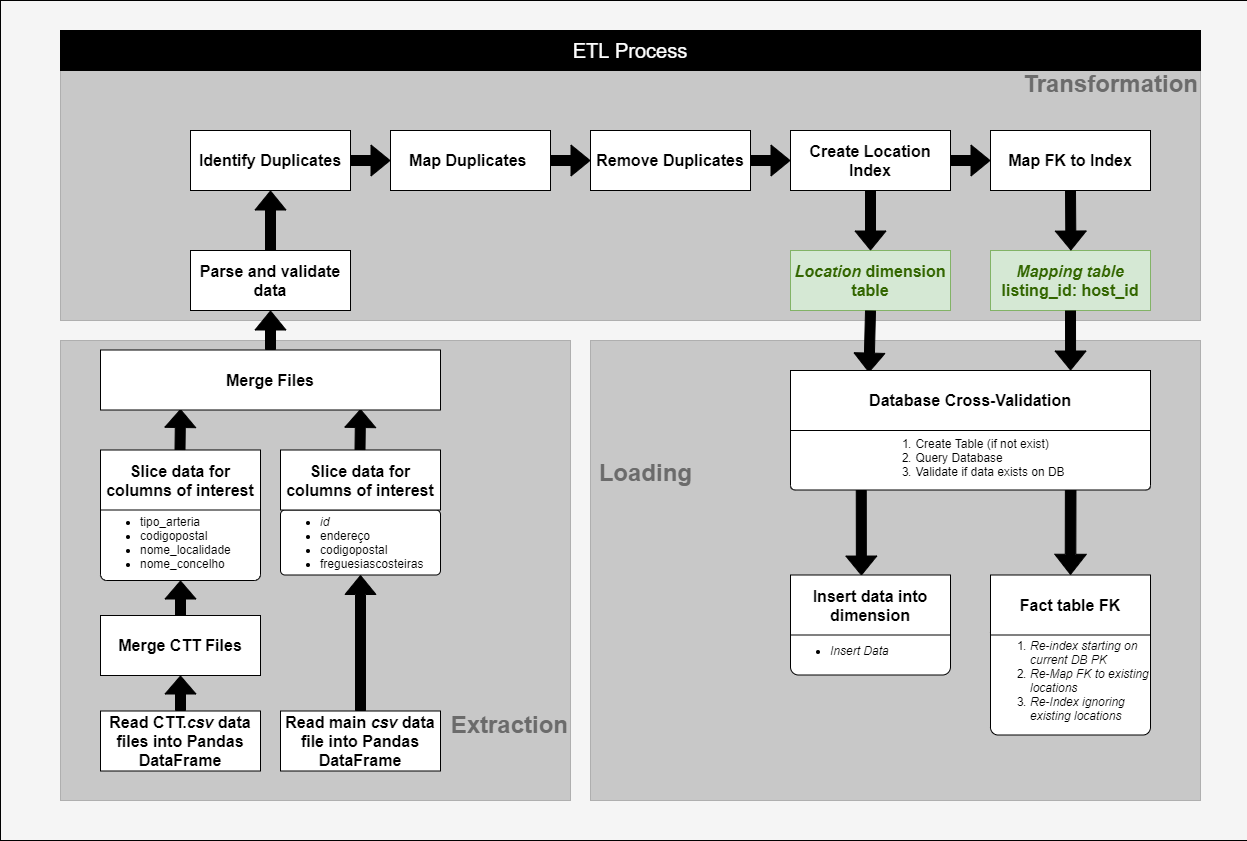 ETL Process
Transformation
Identify Duplicates
Map Duplicates
Remove Duplicates
Create Location
Index
Map FK to Index
Parse and validate
data
Location dimension
table
Mapping table
listing_id: host_id
Merge Files
Slice data for
columns of interest
• tipo_arteria
• codigopostal
• nome_localidade
• nome_concelho
Slice data for
columns of interest
• id
• endereço
• codigopostal
• freguesiascosteiras
Merge CTT Files
Read CTT.csv data
files into Pandas
DataFrame
Read main csv data
file into Pandas
DataFrame
Extraction
Loading
Database Cross-Validation
1. Create Table (if not exist)
2. Query Database
3. Validate if data exists on DB
Insert data into
dimension
• Insert Data
Fact table FK
1. Re-index starting on
current DB PK
2. Re-Map FK to existing
locations
3. Re-Index ignoring
existing locations